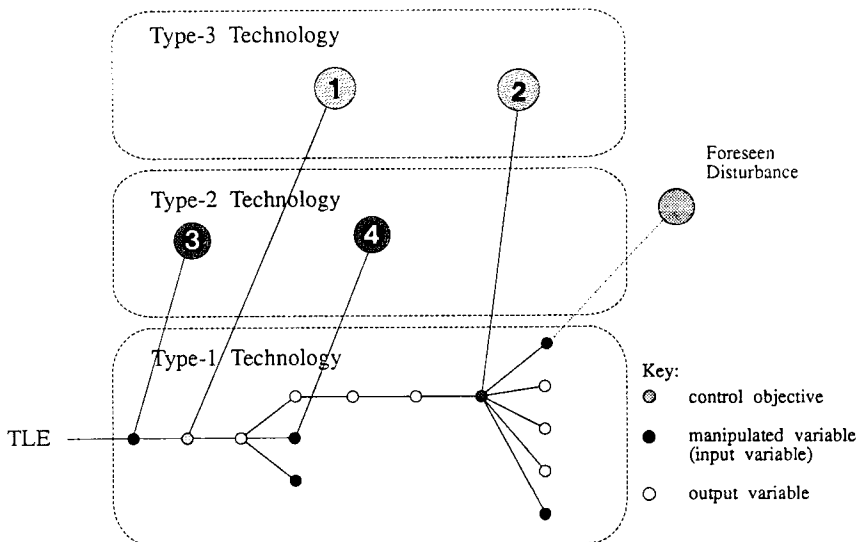 Type-3 Technology
1
2
Foreseen
Disturbance
Type-2 Technology
3
4
Type-1 Technology
TLE
Key:
control objective
manipulated variable
(input variable)
output variable